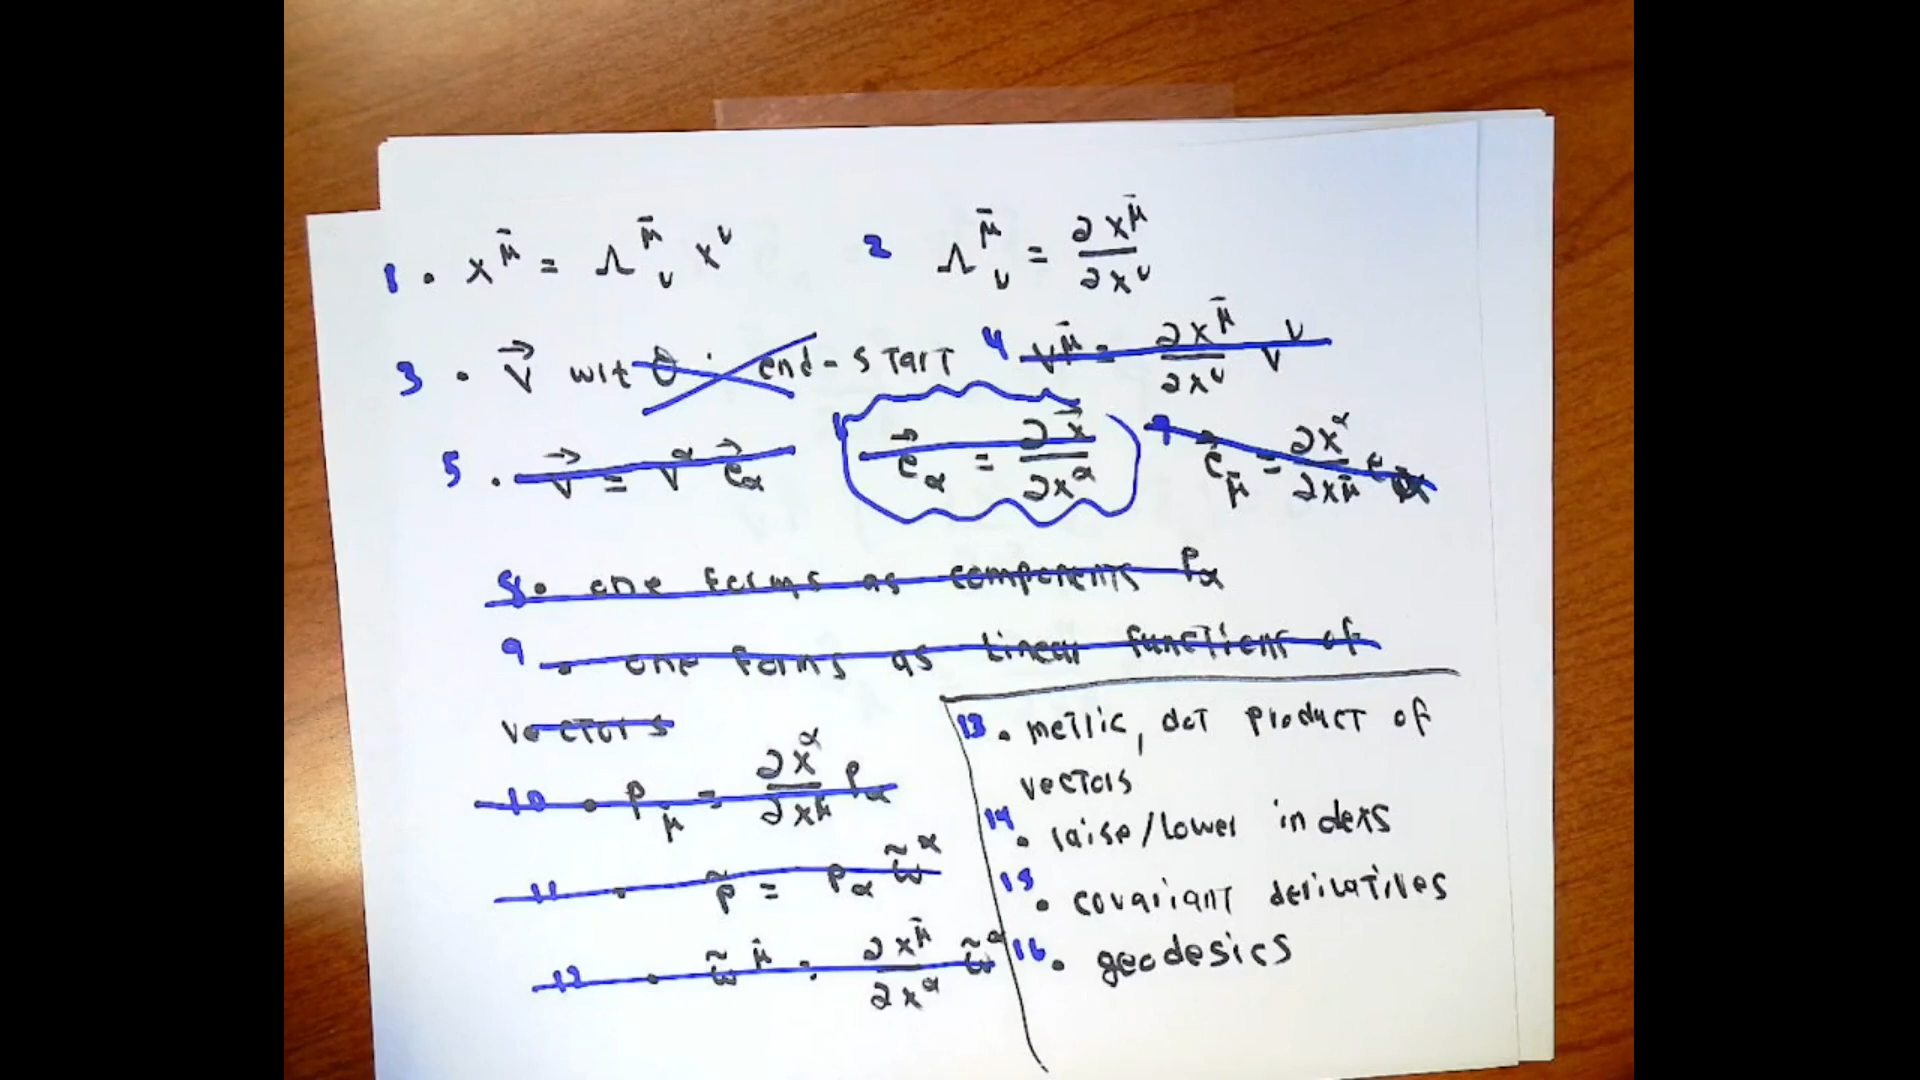 1 • x^μ̄ = Λ^μ̄_ν x^ν 2 Λ^μ̄_ν = ∂x^μ̄/∂x^ν
3 • V⃗ wit end-start 4 V^μ̄ = ∂x^μ̄/∂x^ν V^ν
5 • V⃗ = V^α e⃗_α e⃗_α = ∂x⃗/∂x^α 7 e⃗_μ̄ = ∂x^α/∂x^μ̄
8 • one forms as components P_α
9 • one forms as linear functions of
vectors
10 • P_μ̄ = ∂x^α/∂x^μ̄ P_α
11 • p̃ = P_α ω̃^α
12 • ω̃^μ̄ = ∂x^μ̄/∂x^α ω̃^α
13 • metric, dot product of
vectors
14 • raise/lower indexs
15 • covariant derivatives
16 • geodesics